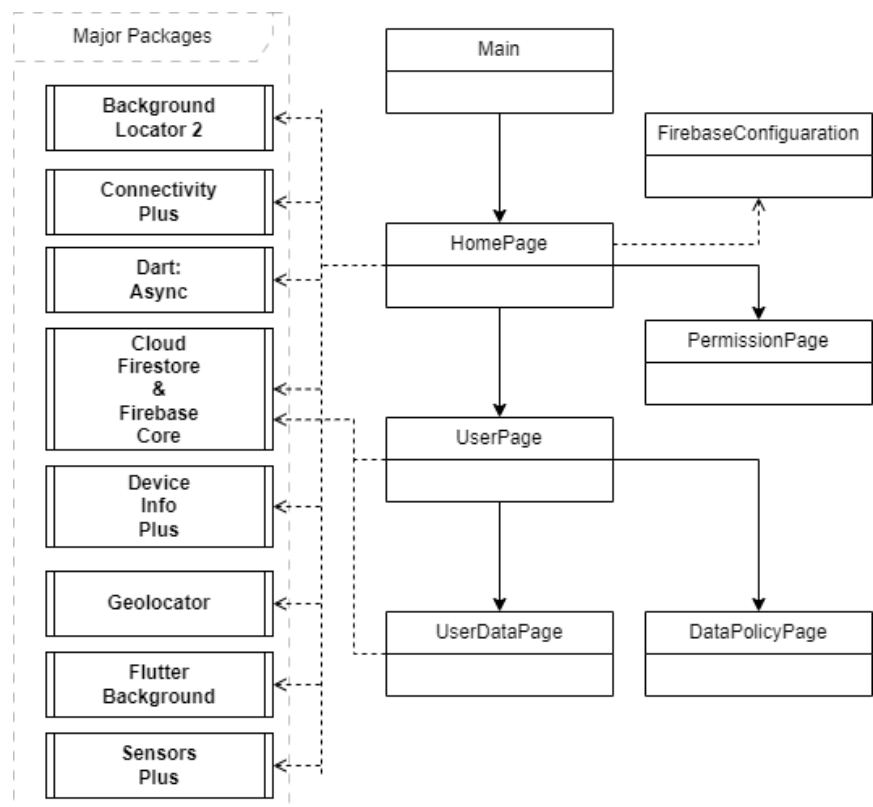 Major Packages
Background
Locator 2
Connectivity
Plus
Dart:
Async
Cloud
Firestore
&
Firebase
Core
Device
Info
Plus
Geolocator
Flutter
Background
Sensors
Plus
Main
FirebaseConfiguaration
HomePage
PermissionPage
UserPage
UserDataPage
DataPolicyPage